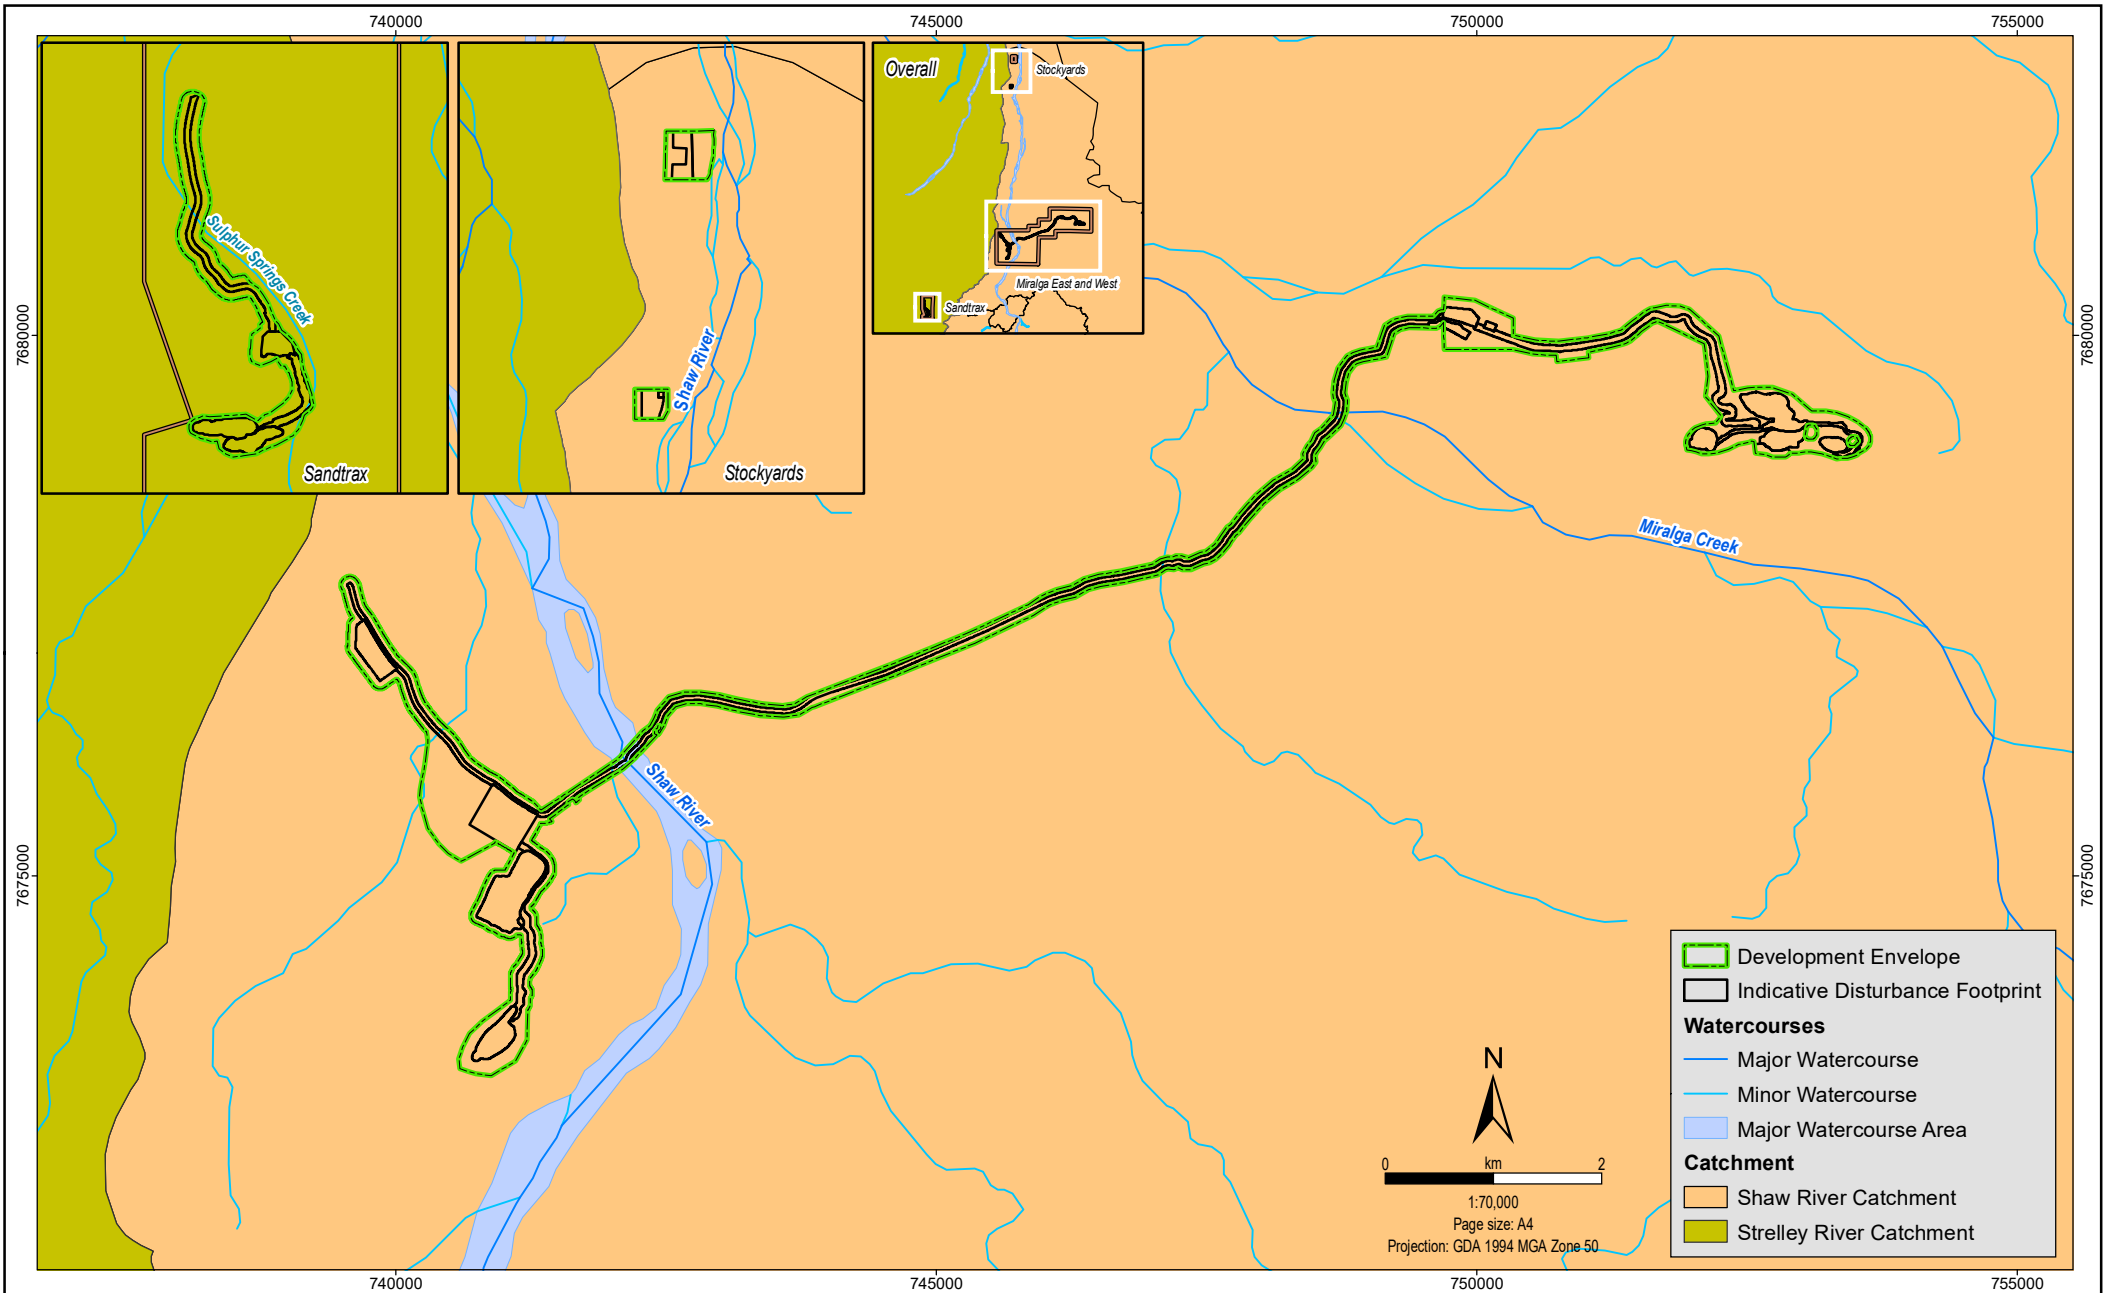 740000
745000
750000
755000
Sulphur Springs Creek
Sandtrax
Shaw River
Stockyards
Overall
Stockyards
Miralga East and West
Sandtrax
7680000
7680000
Miralga Creek
Shaw River
7675000
7675000
Development Envelope
Indicative Disturbance Footprint
Watercourses
Major Watercourse
Minor Watercourse
Major Watercourse Area
Catchment
Shaw River Catchment
Strelley River Catchment
N
0 km 2
1:70,000
Page size: A4
Projection: GDA 1994 MGA Zone 50
740000
745000
750000
755000